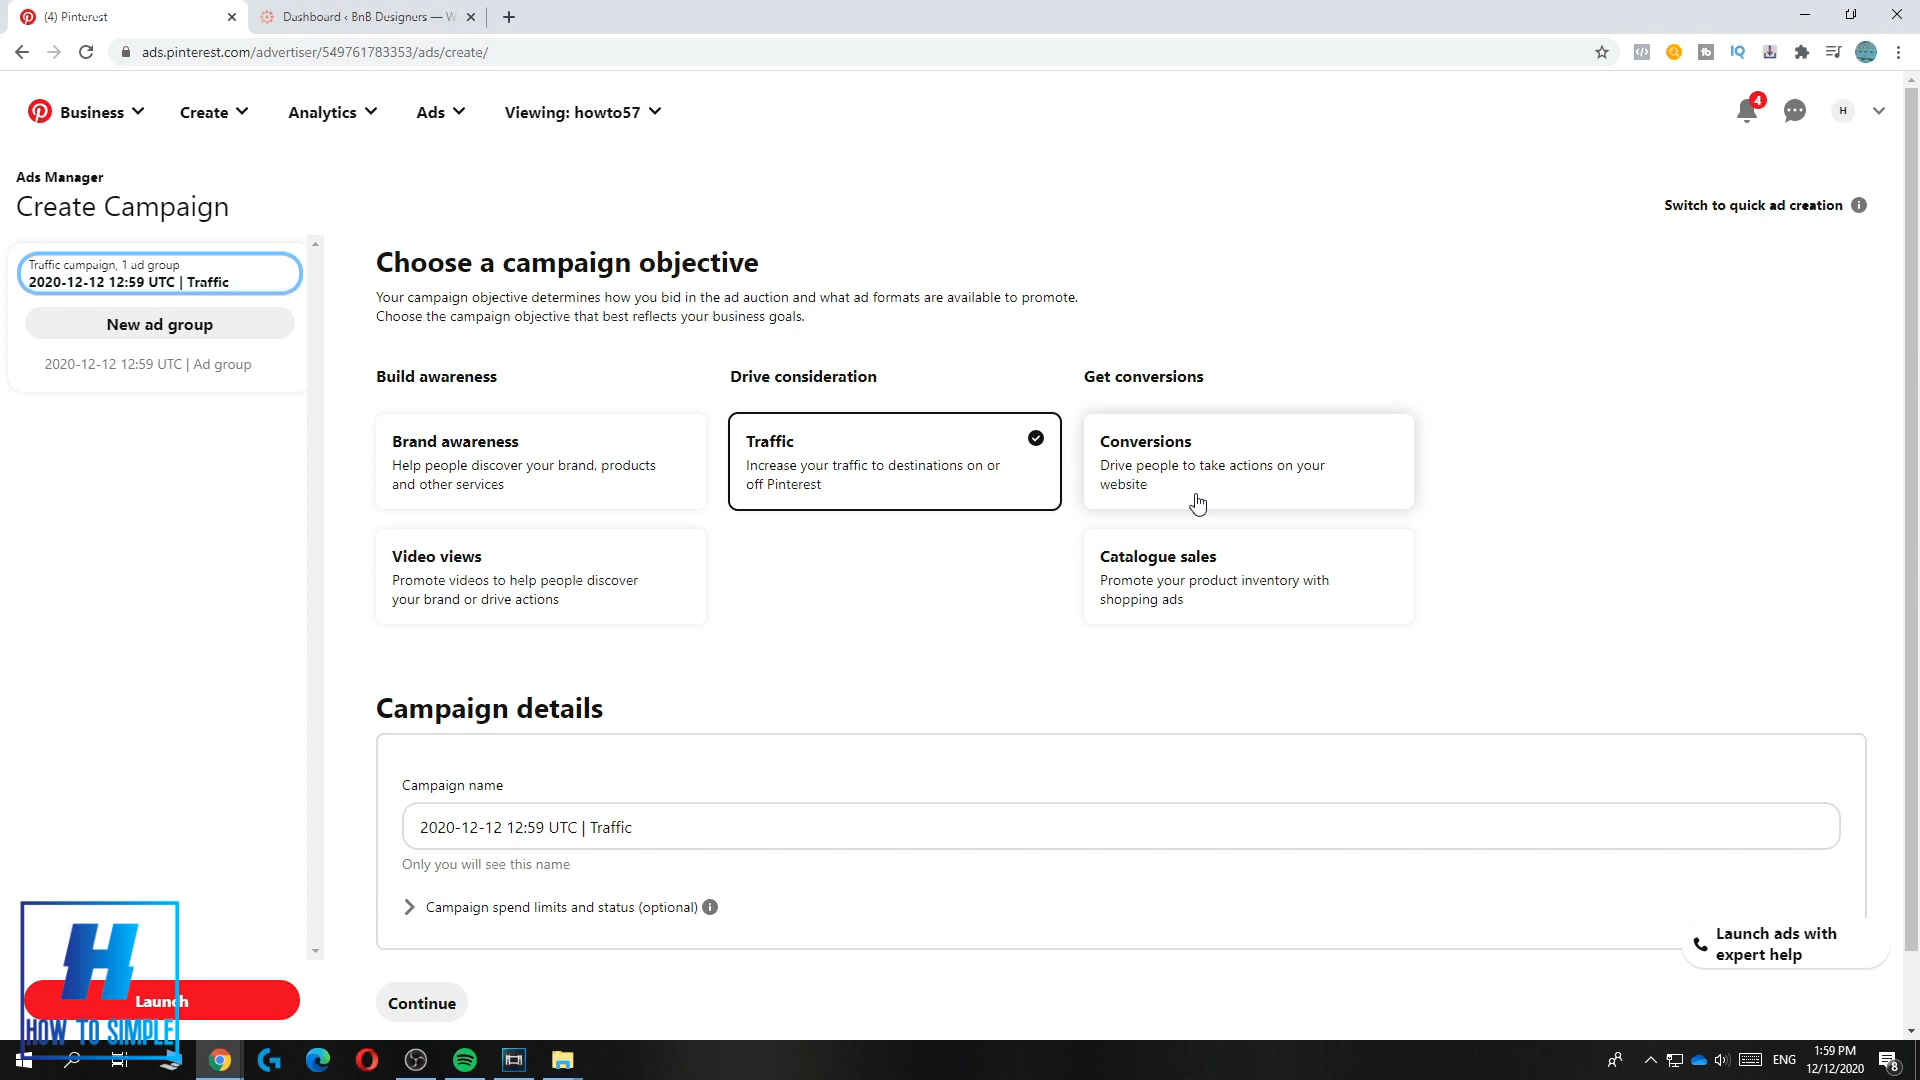 (4) Pinterest
Dashboard ‹ BnB Designers — W
ads.pinterest.com/advertiser/549761783353/ads/create/
Business
Create
Analytics
Ads
Viewing: howto57
4
H
Ads Manager
Create Campaign
Switch to quick ad creation
Traffic campaign, 1 ad group
2020-12-12 12:59 UTC | Traffic
New ad group
2020-12-12 12:59 UTC | Ad group
Choose a campaign objective
Your campaign objective determines how you bid in the ad auction and what ad formats are available to promote.
Choose the campaign objective that best reflects your business goals.
Build awareness
Brand awareness
Help people discover your brand, products
and other services
Video views
Promote videos to help people discover
your brand or drive actions
Drive consideration
Traffic
Increase your traffic to destinations on or
off Pinterest
Get conversions
Conversions
Drive people to take actions on your
website
Catalogue sales
Promote your product inventory with
shopping ads
Campaign details
Campaign name
2020-12-12 12:59 UTC | Traffic
Only you will see this name
Campaign spend limits and status (optional)
Launch ads with
expert help
Continue
Launch
H
HOW TO SIMPLE
ENG
1:59 PM
12/12/2020
8